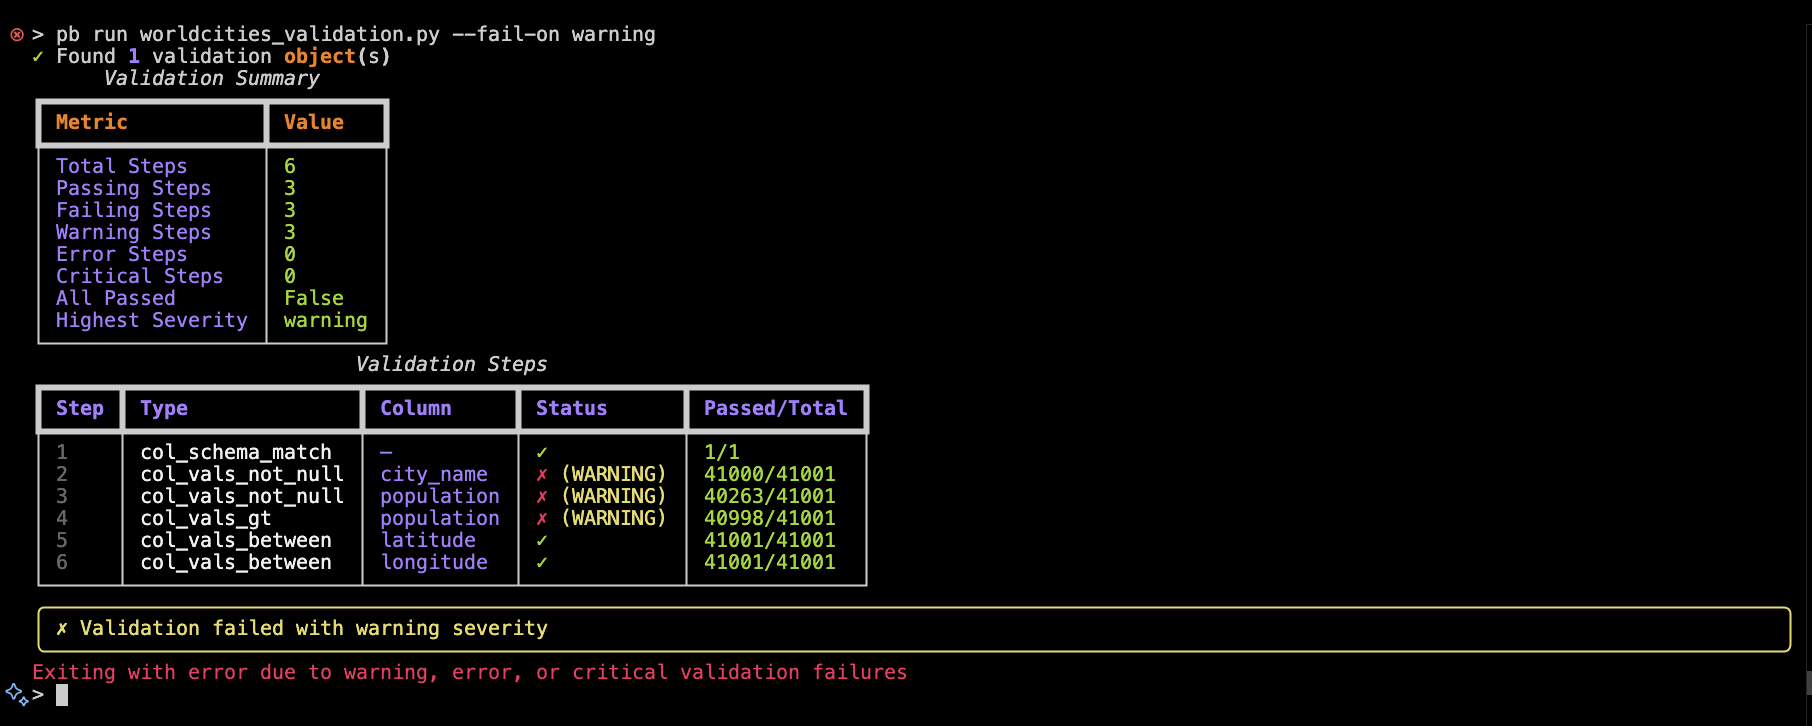 > pb run worldcities_validation.py --fail-on warning
✓ Found 1 validation object(s)
Validation Summary
Metric Value
Total Steps 6
Passing Steps 3
Failing Steps 3
Warning Steps 3
Error Steps 0
Critical Steps 0
All Passed False
Highest Severity warning
Validation Steps
Step Type Column Status Passed/Total
1 col_schema_match — ✓ 1/1
2 col_vals_not_null city_name ✗ (WARNING) 41000/41001
3 col_vals_not_null population ✗ (WARNING) 40263/41001
4 col_vals_gt population ✗ (WARNING) 40998/41001
5 col_vals_between latitude ✓ 41001/41001
6 col_vals_between longitude ✓ 41001/41001
✗ Validation failed with warning severity
Exiting with error due to warning, error, or critical validation failures
>